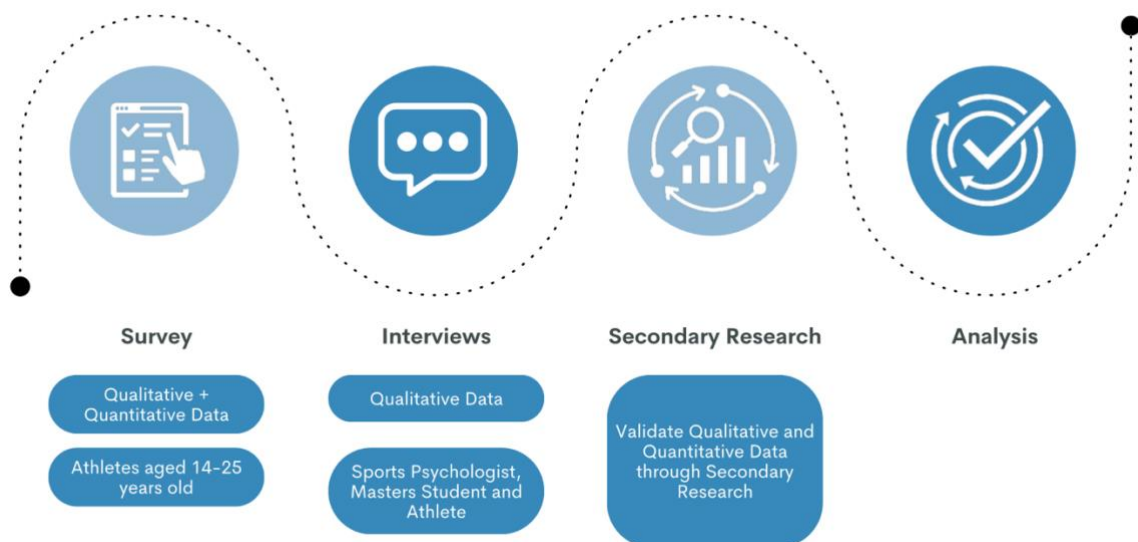 Survey
Interviews
Secondary Research
Analysis
Qualitative +
Quantitative Data
Athletes aged 14-25
years old
Qualitative Data
Sports Psychologist,
Masters Student and
Athlete
Validate Qualitative and
Quantitative Data
through Secondary
Research